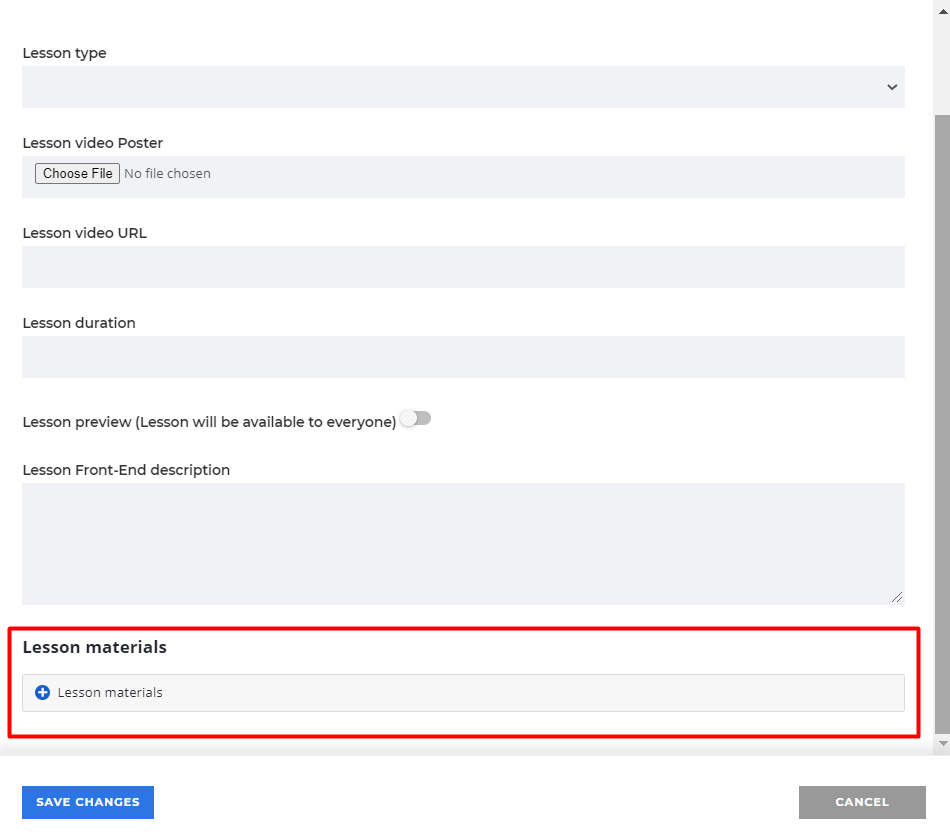 Lesson type
Lesson video Poster
Choose File No file chosen
Lesson video URL
Lesson duration
Lesson preview (Lesson will be available to everyone)
Lesson Front-End description
Lesson materials
Lesson materials
SAVE CHANGES
CANCEL